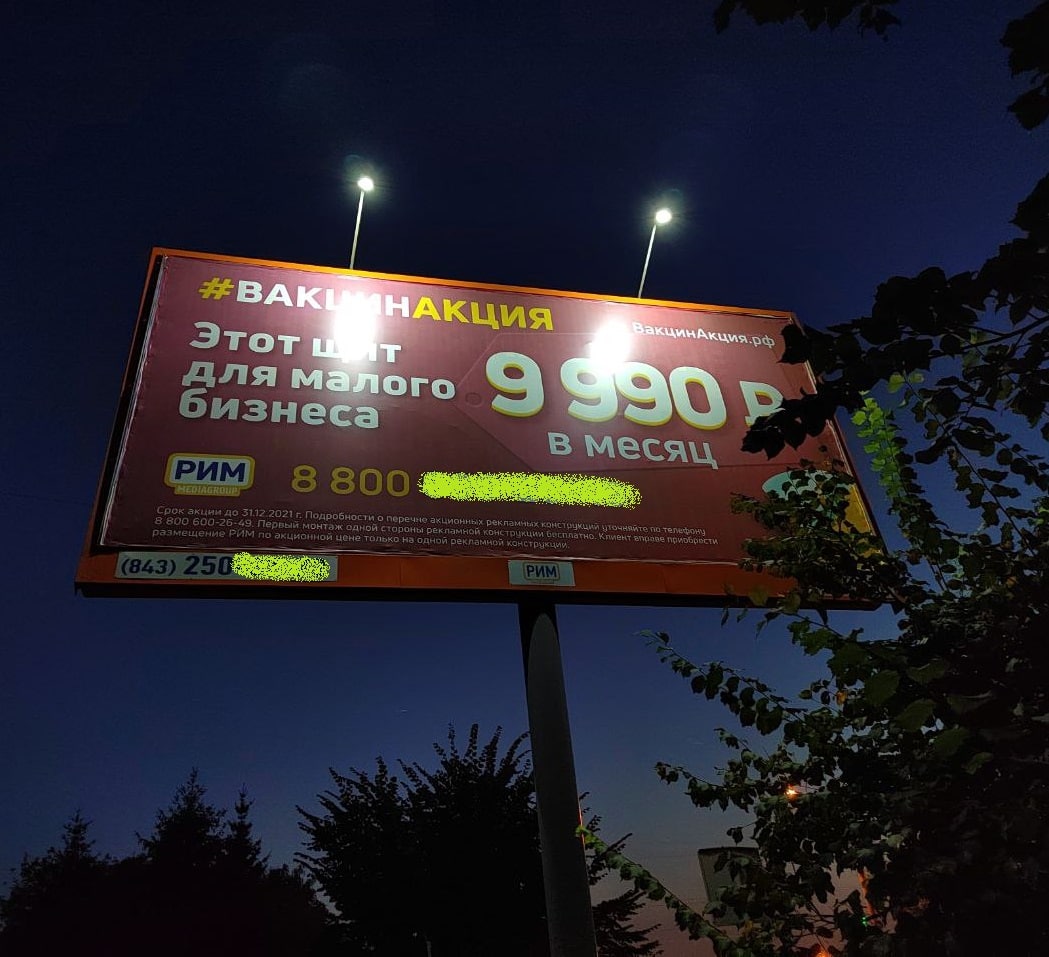 #ВАКЦИНАКЦИЯ
ВакцинАкция.рф
Этот щит
для малого
бизнеса
9 990 ₽
в месяц
РИМ
MEDIAGROUP
8 800
Срок акции до 31.12.2021 г. Подробности о перечне акционных рекламных конструкций уточняйте по телефону
8 800 600-26-49. Первый монтаж одной стороны рекламной конструкции бесплатно. Клиент вправе приобрести
размещение РИМ по акционной цене только на одной рекламной конструкции.
(843) 250
РИМ